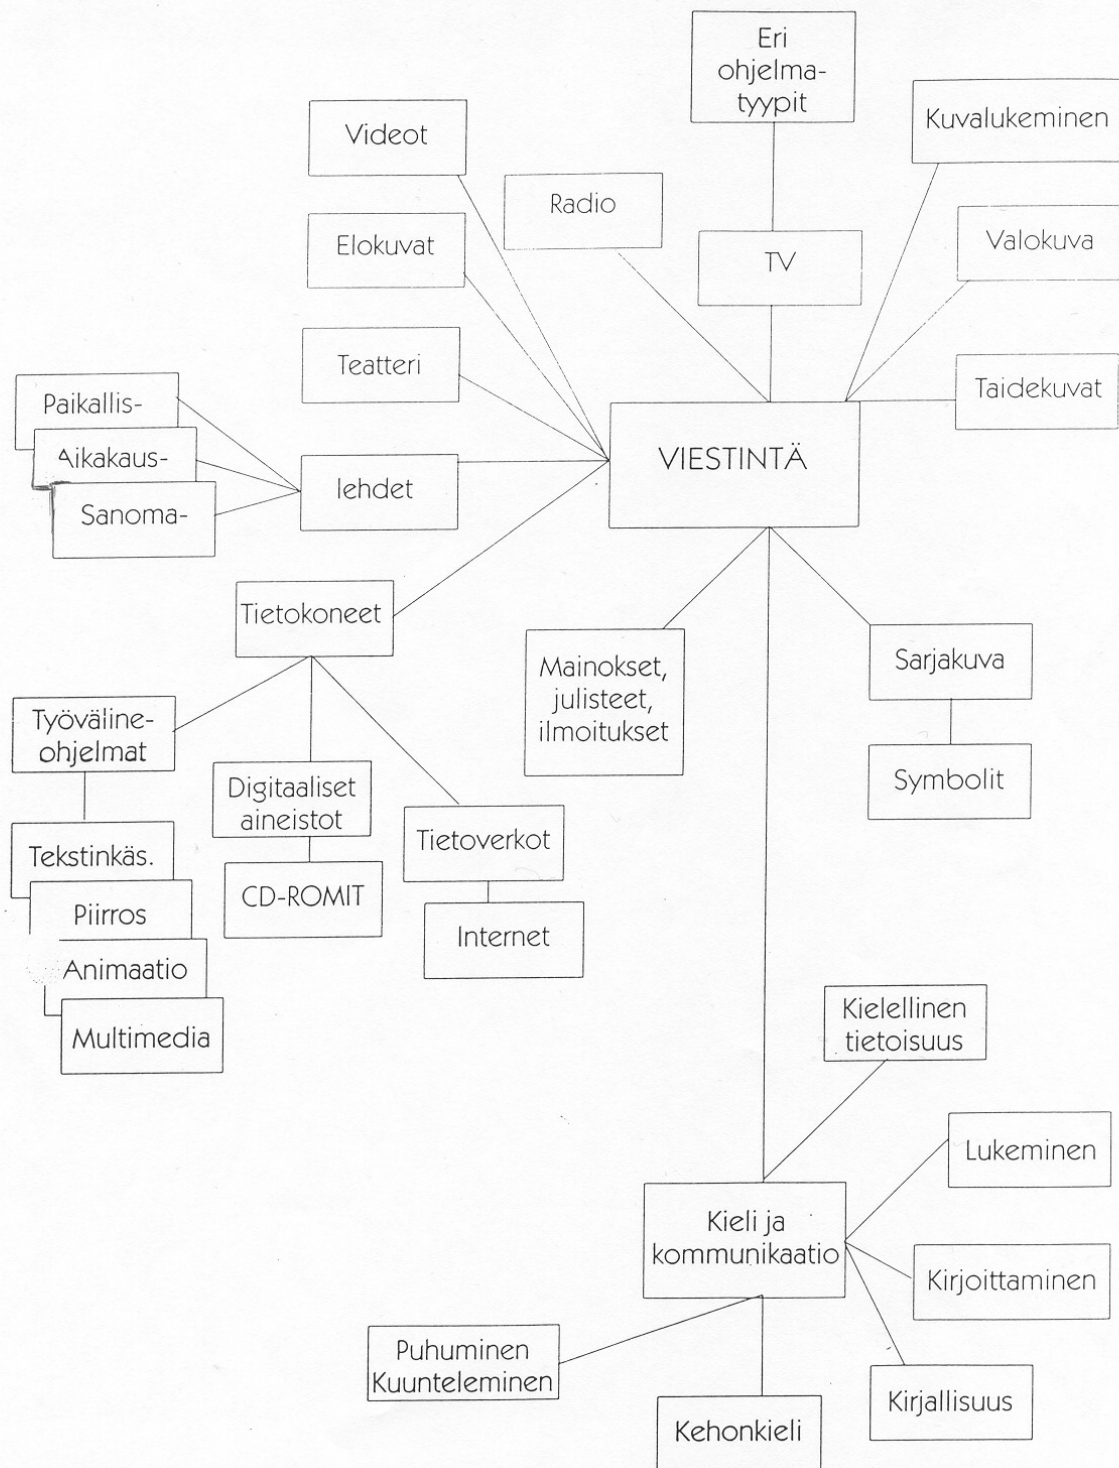 Eri
ohjelma-
tyypit
Kuvalukeminen
Videot
Radio
Valokuva
Elokuvat
TV
Teatteri
Taidekuvat
Paikallis-
Aikakaus-
Sanoma-
lehdet
VIESTINTÄ
Tietokoneet
Mainokset,
julisteet,
ilmoitukset
Sarjakuva
Symbolit
Työväline-
ohjelmat
Digitaaliset
aineistot
Tietoverkot
Tekstinkäs.
Piirros
Animaatio
Multimedia
CD-ROMIT
Internet
Kielellinen
tietoisuus
Lukeminen
Kieli ja
kommunikaatio
Kirjoittaminen
Puhuminen
Kuunteleminen
Kirjallisuus
Kehonkieli